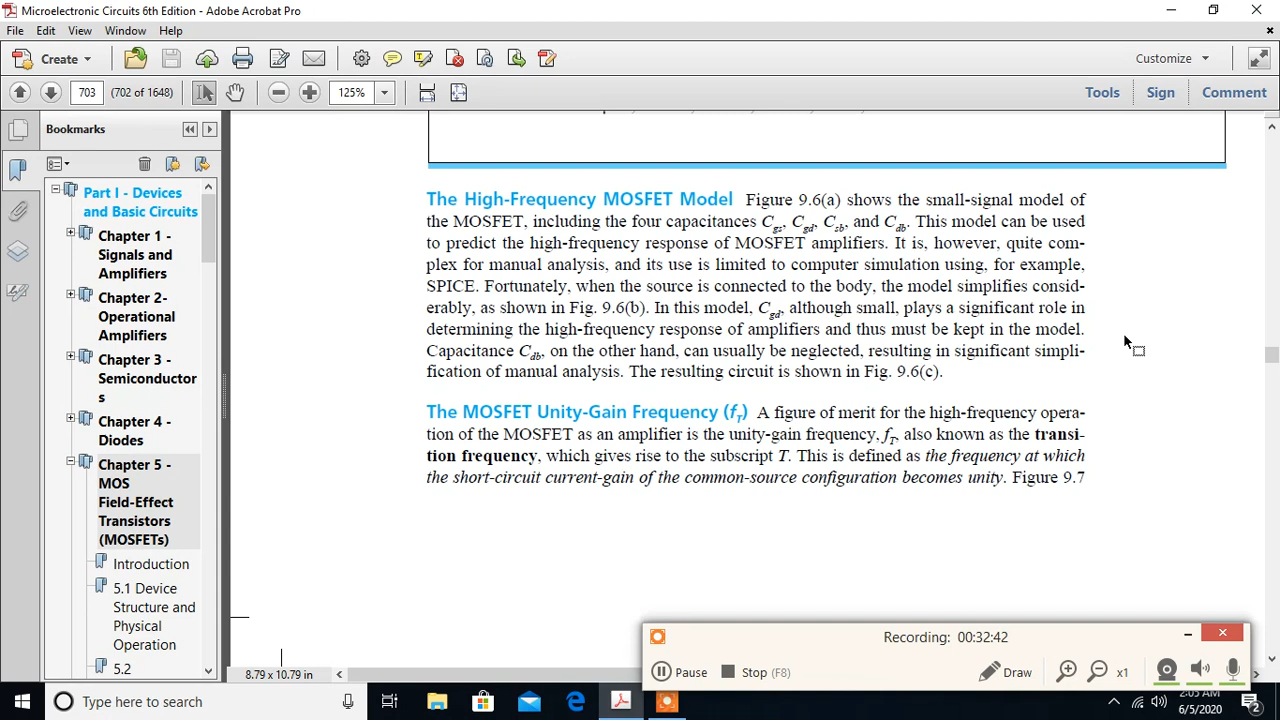 Microelectronic Circuits 6th Edition - Adobe Acrobat Pro
File Edit View Window Help
Create
Customize
703 (702 of 1648) 125% Tools Sign Comment
Bookmarks
Part I - Devices
and Basic Circuits
Chapter 1 -
Signals and
Amplifiers
Chapter 2-
Operational
Amplifiers
Chapter 3 -
Semiconductor
s
Chapter 4 -
Diodes
Chapter 5 -
MOS
Field-Effect
Transistors
(MOSFETs)
Introduction
5.1 Device
Structure and
Physical
Operation
5.2
The High-Frequency MOSFET Model Figure 9.6(a) shows the small-signal model of
the MOSFET, including the four capacitances Cgs, Cgd, Csb, and Cdb. This model can be used
to predict the high-frequency response of MOSFET amplifiers. It is, however, quite com-
plex for manual analysis, and its use is limited to computer simulation using, for example,
SPICE. Fortunately, when the source is connected to the body, the model simplifies consid-
erably, as shown in Fig. 9.6(b). In this model, Cgd, although small, plays a significant role in
determining the high-frequency response of amplifiers and thus must be kept in the model.
Capacitance Cdb, on the other hand, can usually be neglected, resulting in significant simpli-
fication of manual analysis. The resulting circuit is shown in Fig. 9.6(c).
The MOSFET Unity-Gain Frequency (fT) A figure of merit for the high-frequency opera-
tion of the MOSFET as an amplifier is the unity-gain frequency, fT, also known as the transi-
tion frequency, which gives rise to the subscript T. This is defined as the frequency at which
the short-circuit current-gain of the common-source configuration becomes unity. Figure 9.7
8.79 x 10.79 in
Recording: 00:32:42
Pause Stop (F8) Draw x1
Type here to search
2:05 AM
6/5/2020
2